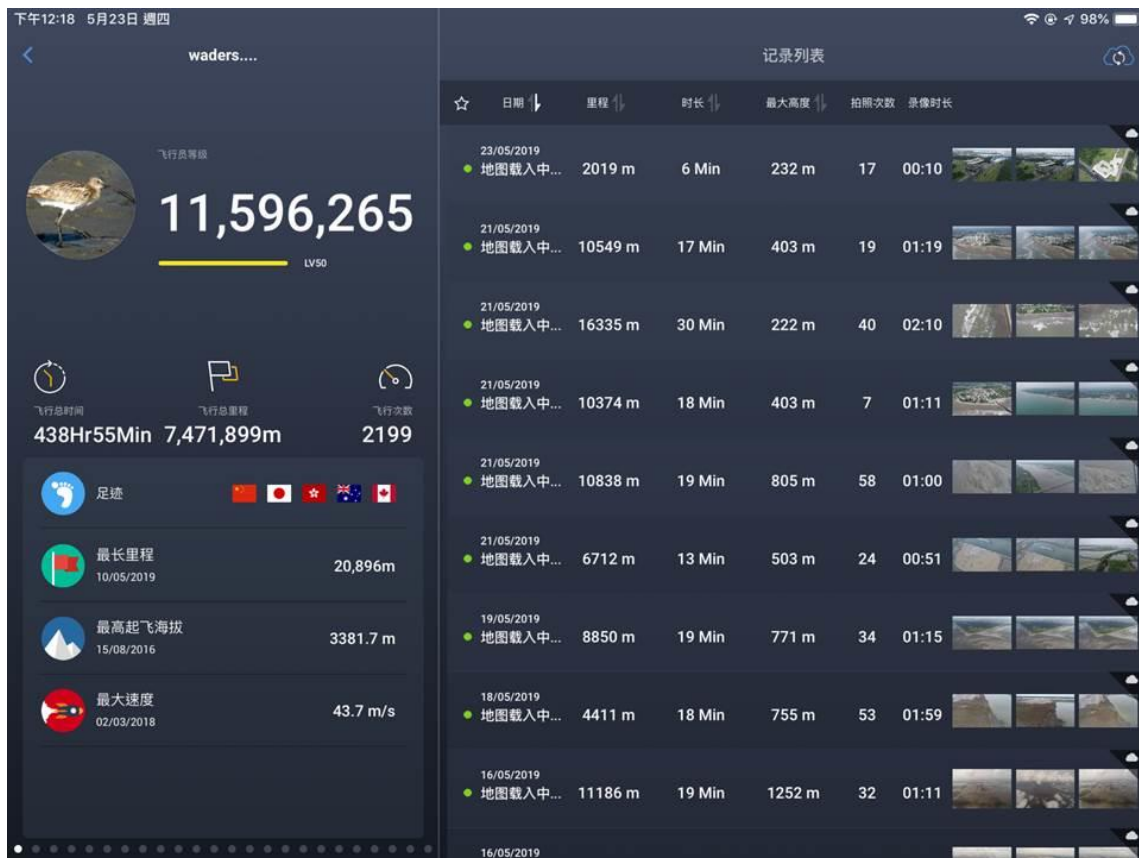 下午12:18 5月23日 週四
98%
waders....
飞行员等级
11,596,265
LV50
飞行总时间
438Hr55Min
飞行总里程
7,471,899m
飞行次数
2199
足迹
最长里程
10/05/2019
20,896m
最高起飞海拔
15/08/2016
3381.7 m
最大速度
02/03/2018
43.7 m/s
记录列表
日期 里程 时长 最大高度 拍照次数 录像时长
23/05/2019
地图载入中... 2019 m 6 Min 232 m 17 00:10
21/05/2019
地图载入中... 10549 m 17 Min 403 m 19 01:19
21/05/2019
地图载入中... 16335 m 30 Min 222 m 40 02:10
21/05/2019
地图载入中... 10374 m 18 Min 403 m 7 01:11
21/05/2019
地图载入中... 10838 m 19 Min 805 m 58 01:00
21/05/2019
地图载入中... 6712 m 13 Min 503 m 24 00:51
19/05/2019
地图载入中... 8850 m 19 Min 771 m 34 01:15
18/05/2019
地图载入中... 4411 m 18 Min 755 m 53 01:59
16/05/2019
地图载入中... 11186 m 19 Min 1252 m 32 01:11
16/05/2019